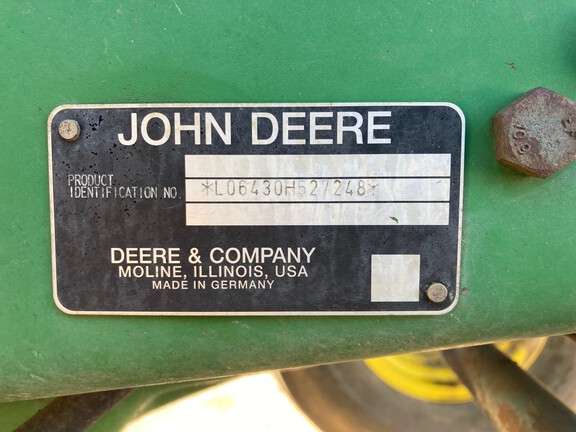 JOHN DEERE
PRODUCT
IDENTIFICATION NO.
*L06430H527248*
DEERE & COMPANY
MOLINE, ILLINOIS, USA
MADE IN GERMANY